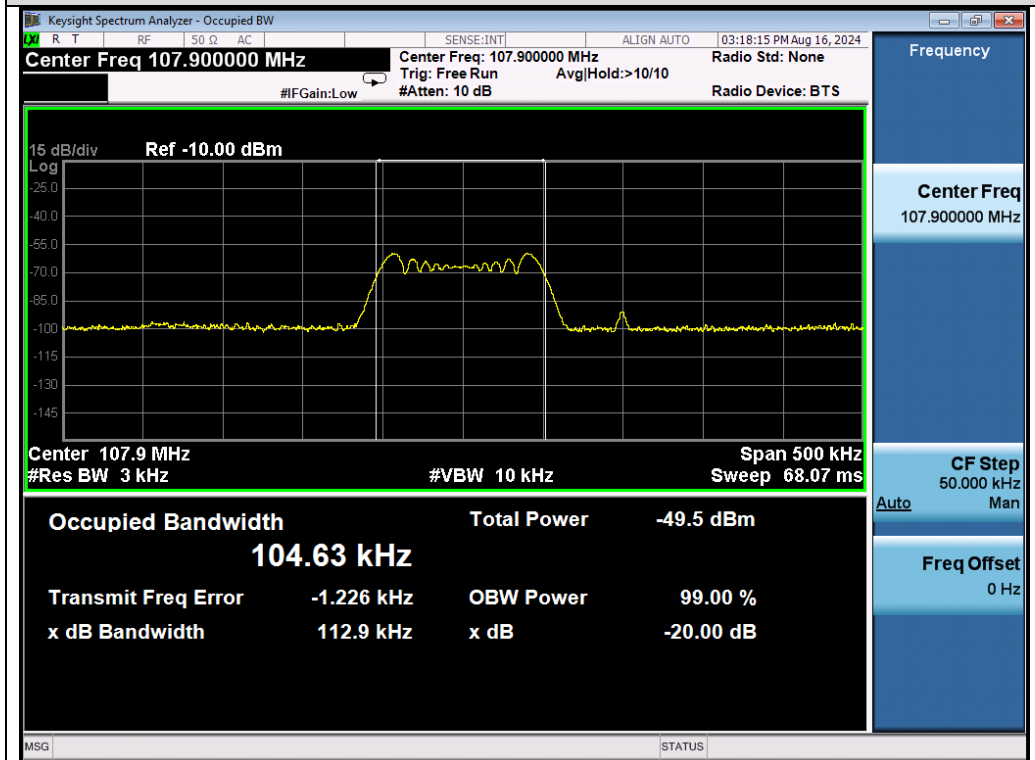 Keysight Spectrum Analyzer - Occupied BW
LXI R T RF 50 Ω AC SENSE:INT ALIGN AUTO 03:18:15 PM Aug 16, 2024
Center Freq 107.900000 MHz
Center Freq: 107.900000 MHz
Radio Std: None
Trig: Free Run Avg|Hold:>10/10
#IFGain:Low
#Atten: 10 dB
Radio Device: BTS
Frequency
15 dB/div Ref -10.00 dBm
Log
-25.0
-40.0
-55.0
-70.0
-85.0
-100
-115
-130
-145
Center 107.9 MHz Span 500 kHz
#Res BW 3 kHz #VBW 10 kHz Sweep 68.07 ms
Center Freq
107.900000 MHz
CF Step
50.000 kHz
Auto Man
Freq Offset
0 Hz
Occupied Bandwidth Total Power -49.5 dBm
104.63 kHz
Transmit Freq Error -1.226 kHz OBW Power 99.00 %
x dB Bandwidth 112.9 kHz x dB -20.00 dB
MSG STATUS